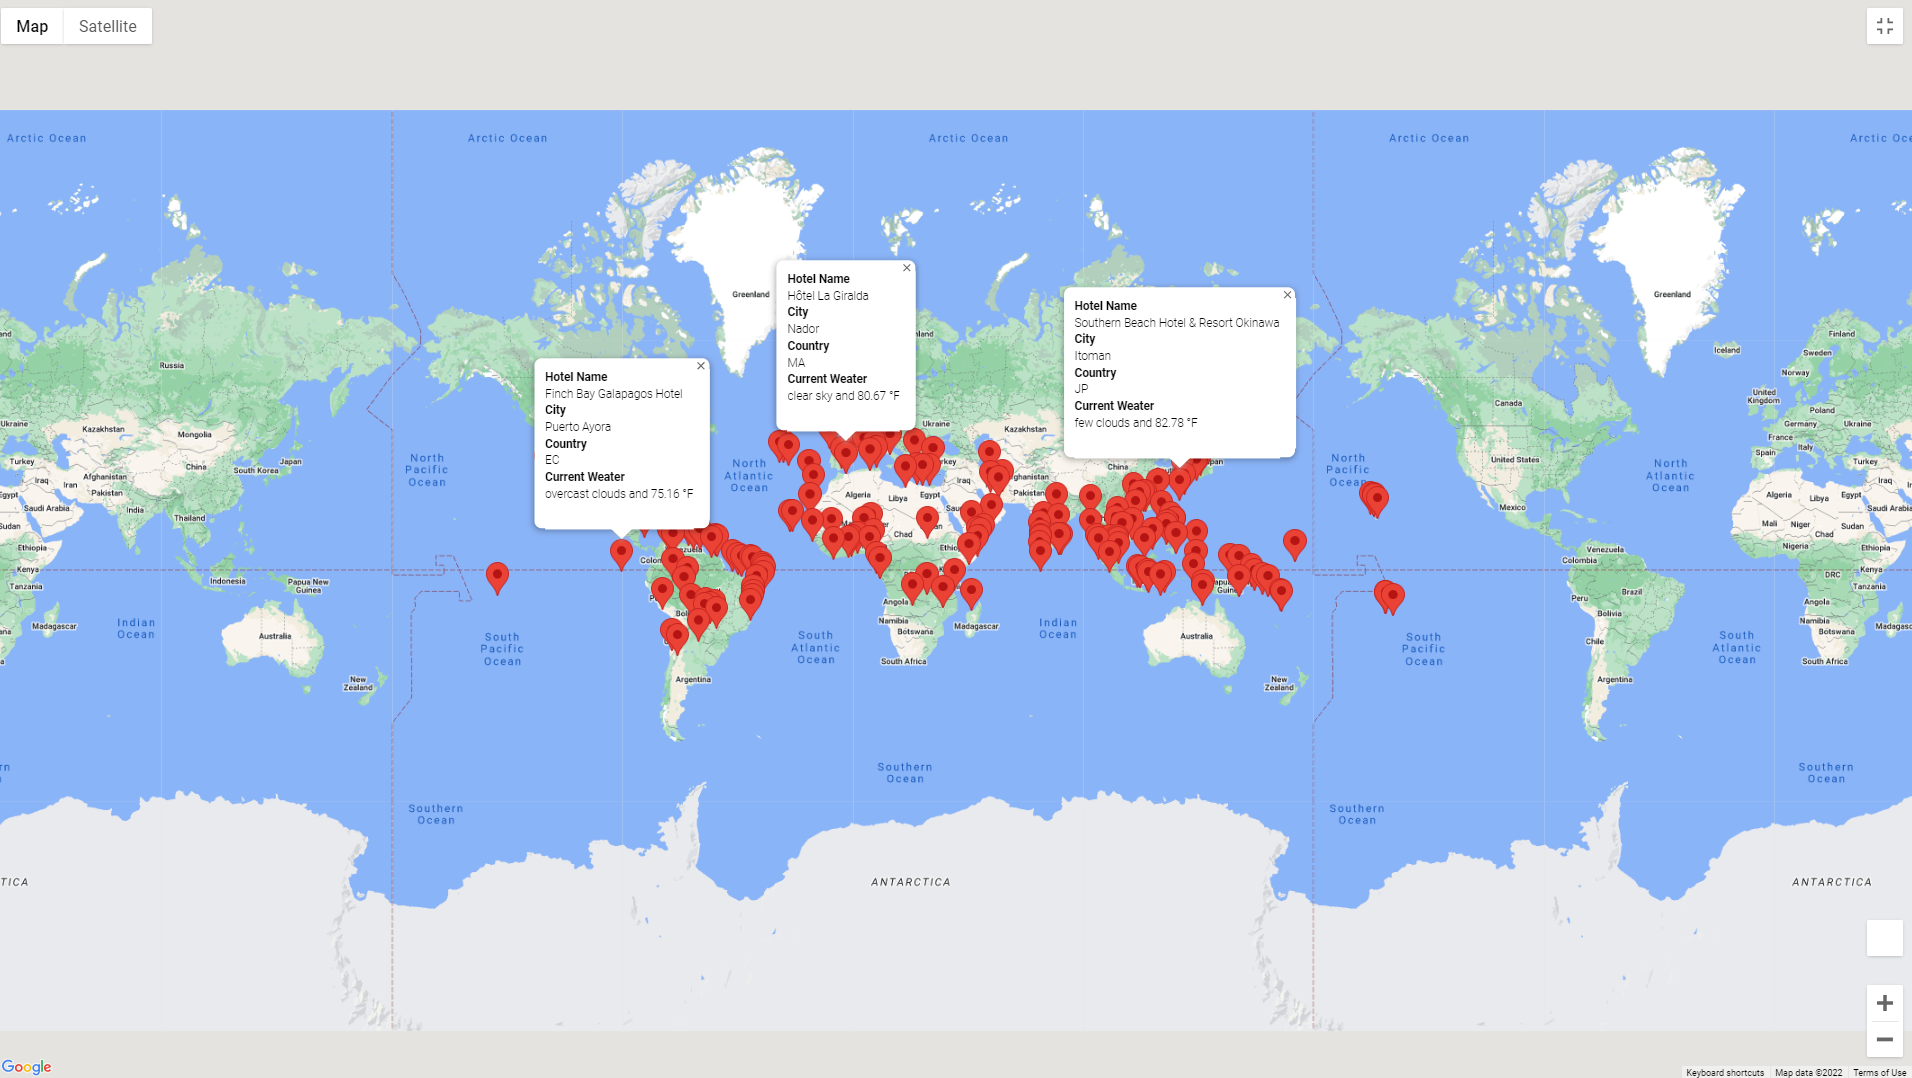 Map
Satellite
Arctic Ocean
Arctic Ocean
Arctic Ocean
Arctic Ocean
Greenland
Greenland
Iceland
Hotel Name
Hôtel La Giralda
City
Nador
Country
MA
Current Weater
clear sky and 80.67 °F
Hotel Name
Southern Beach Hotel & Resort Okinawa
City
Itoman
Country
JP
Current Weater
few clouds and 82.78 °F
Hotel Name
Finch Bay Galapagos Hotel
City
Puerto Ayora
Country
EC
Current Weater
overcast clouds and 75.16 °F
Russia
Kazakhstan
Mongolia
Ukraine
Turkey
China
Japan
South Korea
Iraq
Iran
Afghanistan
Pakistan
Egypt
Saudi Arabia
India
Sudan
Thailand
Ethiopia
Kenya
Indonesia
Papua New
Guinea
Tanzania
Madagascar
Indian
Ocean
Australia
New
Zealand
North
Pacific
Ocean
South
Pacific
Ocean
North
Atlantic
Ocean
Ukraine
Kazakhstan
China
Algeria
Libya
Egypt
Iraq
Pakistan
Chad
Angola
Namibia
Botswana
Madagascar
South Africa
Argentina
South
Atlantic
Ocean
Indian
Ocean
Australia
New
Zealand
North
Pacific
Ocean
South
Pacific
Ocean
Canada
United States
Mexico
Venezuela
Colombia
Peru
Brazil
Bolivia
Chile
Argentina
North
Atlantic
Ocean
South
Atlantic
Ocean
Finland
Sweden
Norway
United
Kingdom
Poland
Germany
Ukraine
France
Italy
Spain
Turkey
Iraq
Algeria
Libya
Egypt
Mali
Niger
Sudan
Chad
Nigeria
Ethiopia
DRC
Kenya
Tanzania
Angola
Namibia
Botswana
Madagascar
South Africa
Southern
Ocean
Southern
Ocean
Southern
Ocean
Southern
Ocean
ANTARCTICA
ANTARCTICA
Google
Keyboard shortcuts
Map data ©2022
Terms of Use